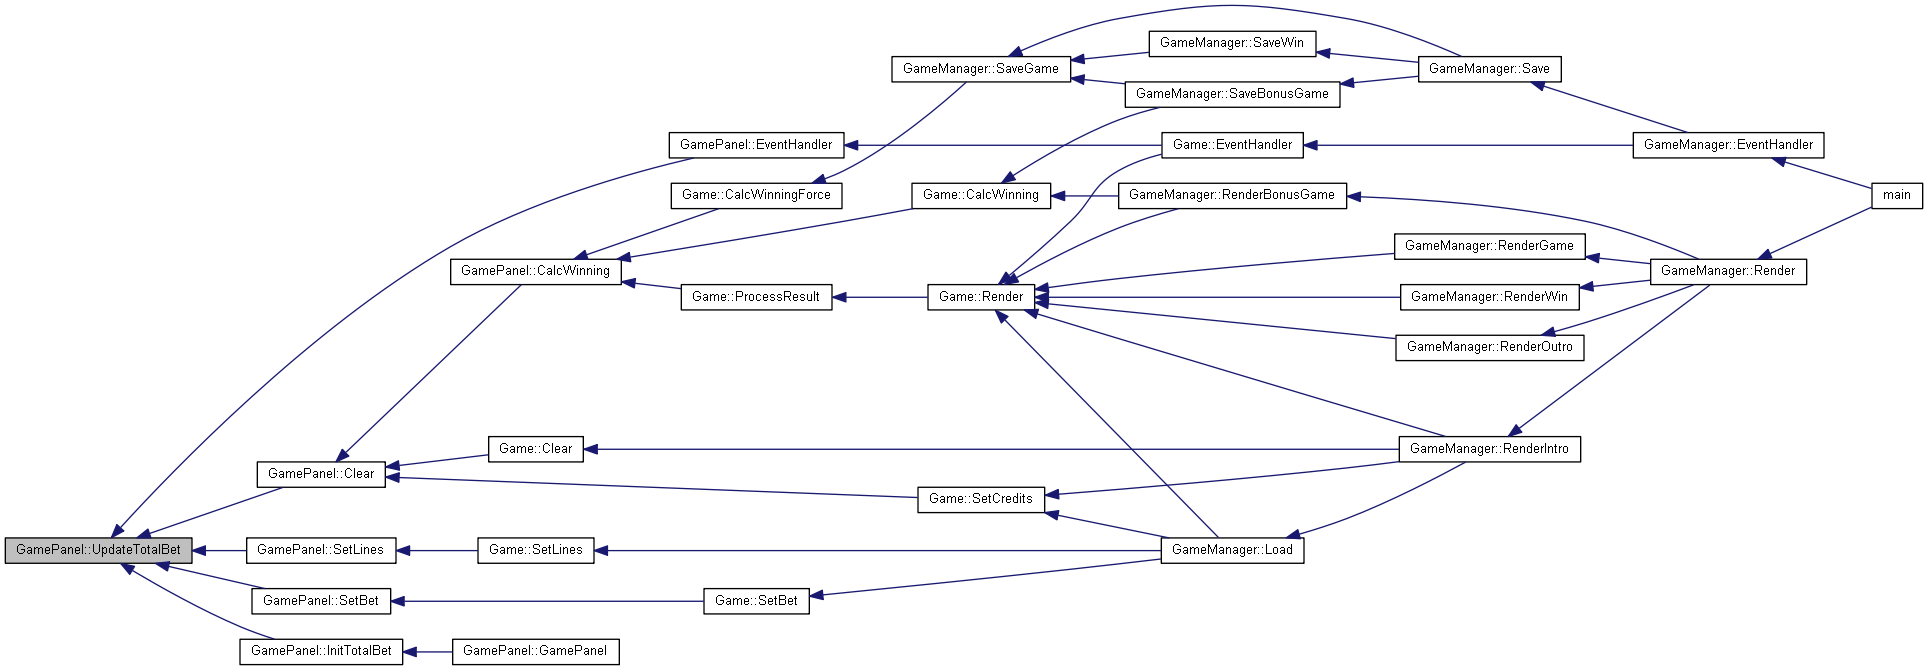 GameManager::SaveWin
GameManager::SaveGame
GameManager::Save
GameManager::SaveBonusGame
GamePanel::EventHandler
Game::EventHandler
GameManager::EventHandler
Game::CalcWinningForce
Game::CalcWinning
GameManager::RenderBonusGame
main
GameManager::RenderGame
GamePanel::CalcWinning
GameManager::Render
Game::ProcessResult
Game::Render
GameManager::RenderWin
GameManager::RenderOutro
Game::Clear
GameManager::RenderIntro
GamePanel::Clear
Game::SetCredits
GamePanel::UpdateTotalBet
GamePanel::SetLines
Game::SetLines
GameManager::Load
GamePanel::SetBet
Game::SetBet
GamePanel::InitTotalBet
GamePanel::GamePanel